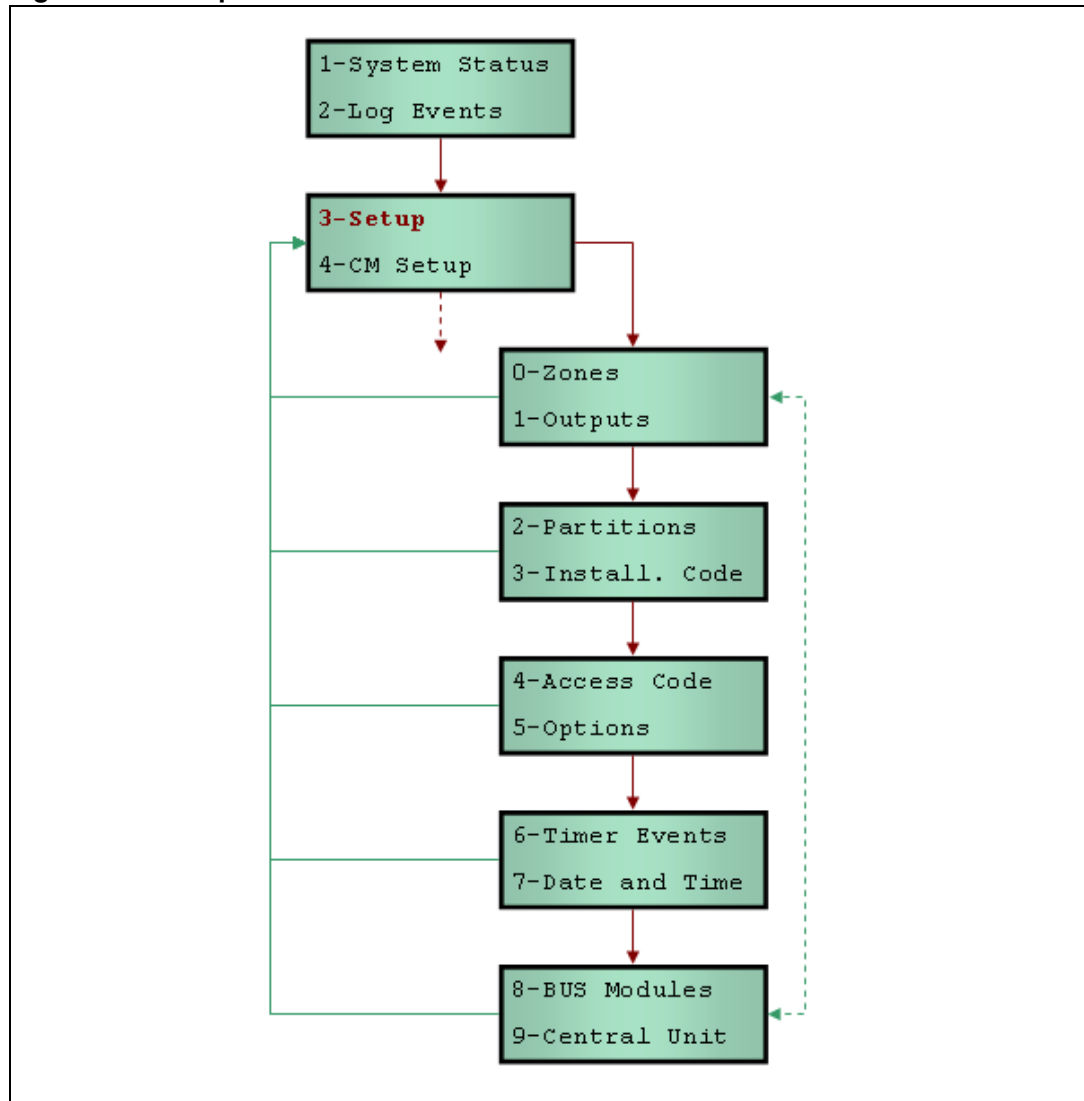 1-System Status
2-Log Events
3-Setup
4-CM Setup
0-Zones
1-Outputs
2-Partitions
3-Install. Code
4-Access Code
5-Options
6-Timer Events
7-Date and Time
8-BUS Modules
9-Central Unit